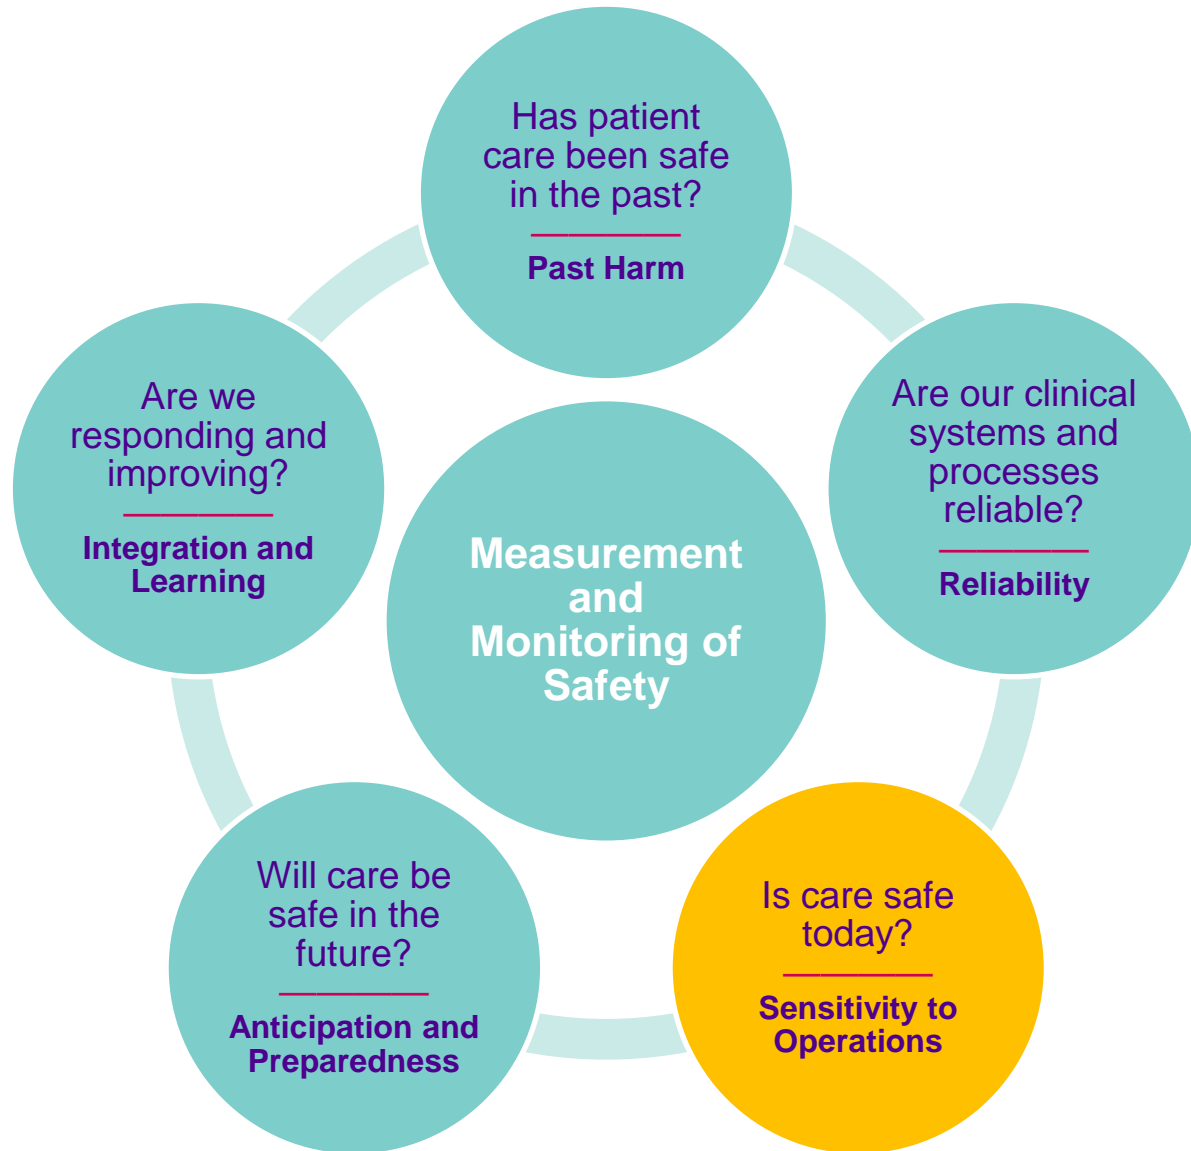 Has patient
care been safe
in the past?
Past Harm
Are our clinical
systems and
processes
reliable?
Reliability
Is care safe
today?
Sensitivity to
Operations
Will care be
safe in the
future?
Anticipation and
Preparedness
Are we
responding and
improving?
Integration and
Learning
Measurement
and
Monitoring of
Safety